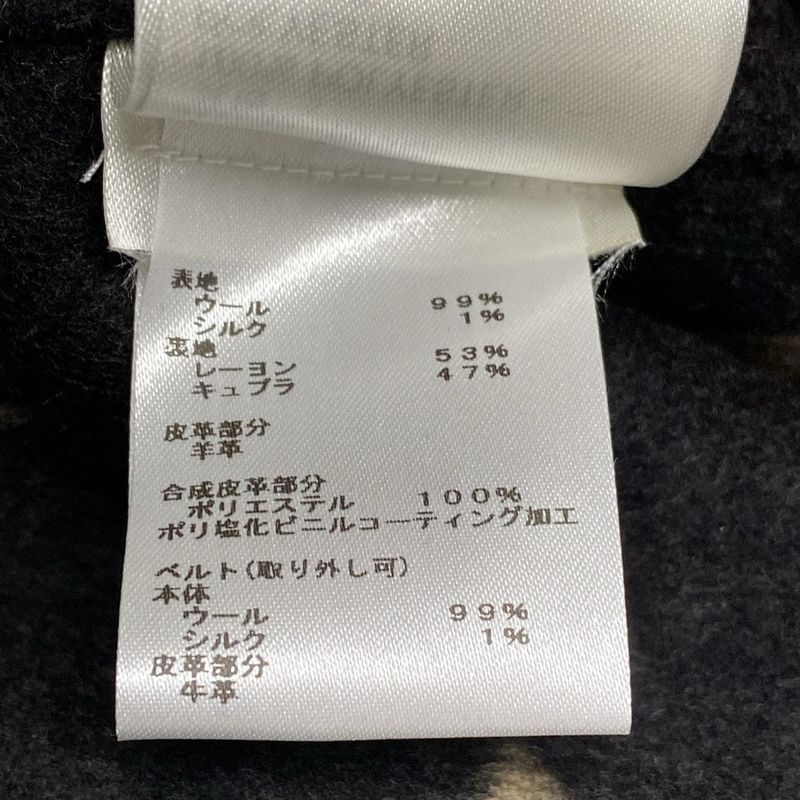 表地
ウール 99%
シルク 1%
裏地
レーヨン 53%
キュプラ 47%
皮革部分
羊革
合成皮革部分
ポリエステル 100%
ポリ塩化ビニルコーティング加工
ベルト(取り外し可)
本体
ウール 99%
シルク 1%
皮革部分
牛革